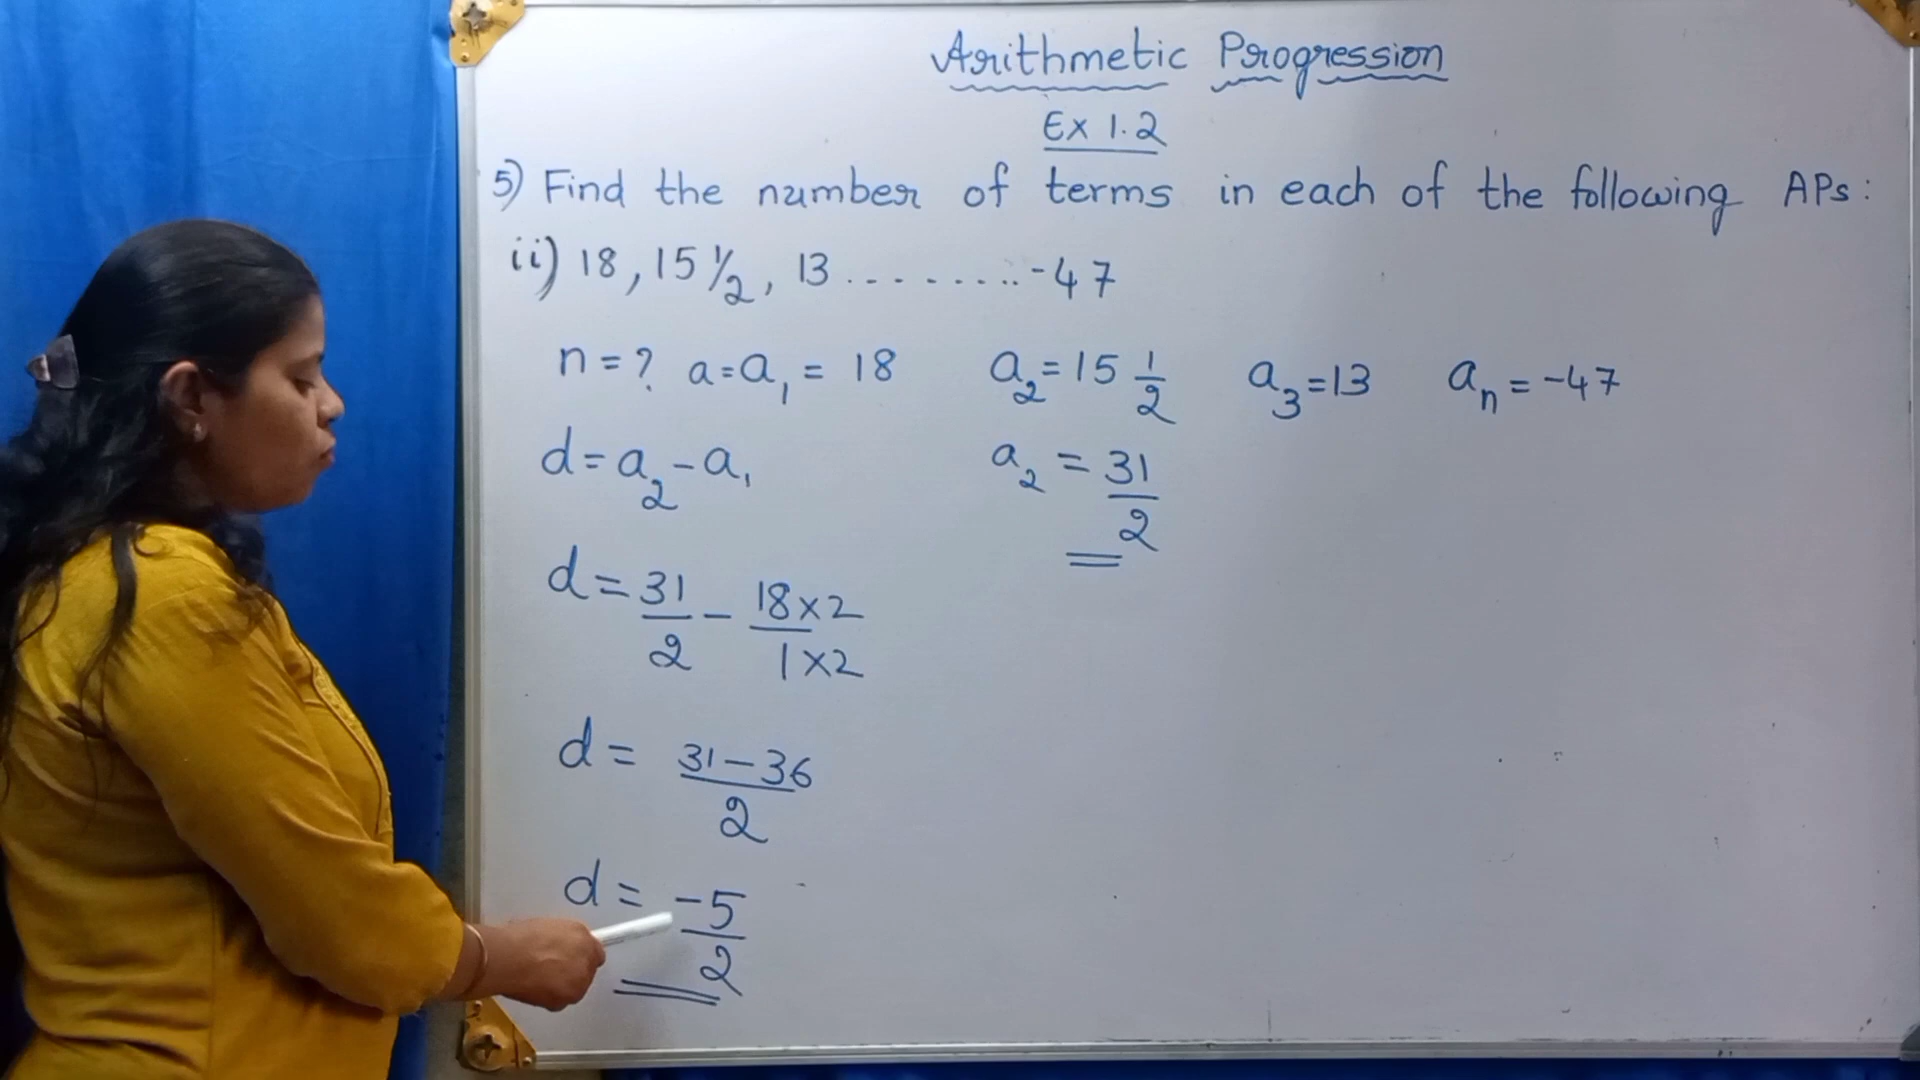 Arithmetic Progression
Ex 1.2
5) Find the number of terms in each of the following APs:
ii) 18, 15 1/2, 13 ........... -47
n = ? a = a₁ = 18 a₂ = 15 1/2 a₃ = 13 aₙ = -47
d = a₂ - a₁ a₂ = 31/2
d = 31/2 - 18×2/1×2
d = 31-36/2
d = -5/2